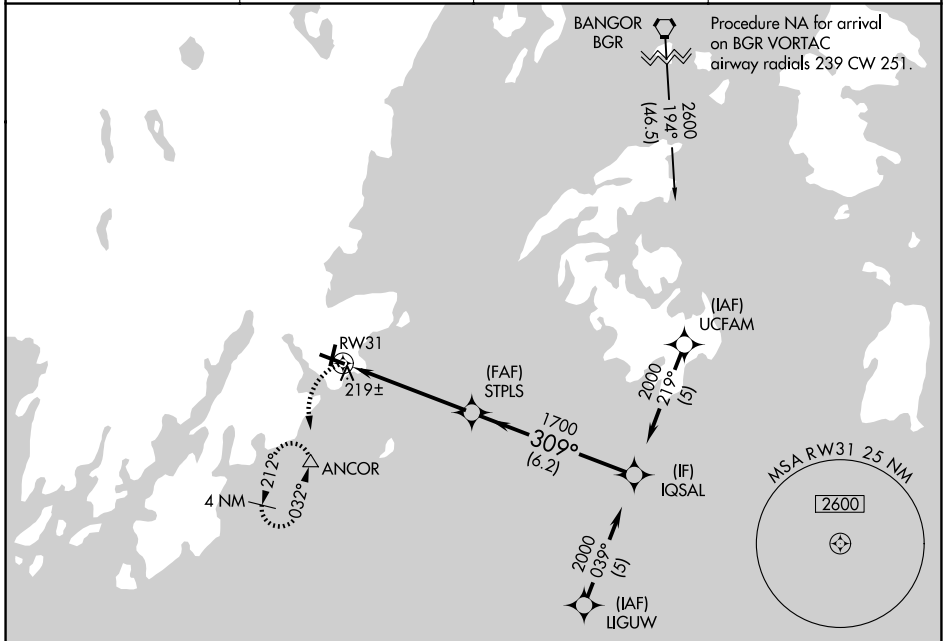 BANGOR
BGR
Procedure NA for arrival
on BGR VORTAC
airway radials 239 CW 251.
2600
194°
(46.5)
(IAF)
UCFAM
RW31
219±
(FAF)
STPLS
2000
219°
(5)
1700
309°
(6.2)
(IF)
IQSAL
ANCOR
212°
032°
4 NM
2000
039°
(5)
(IAF)
LIGUW
MSA RW31 25 NM
2600